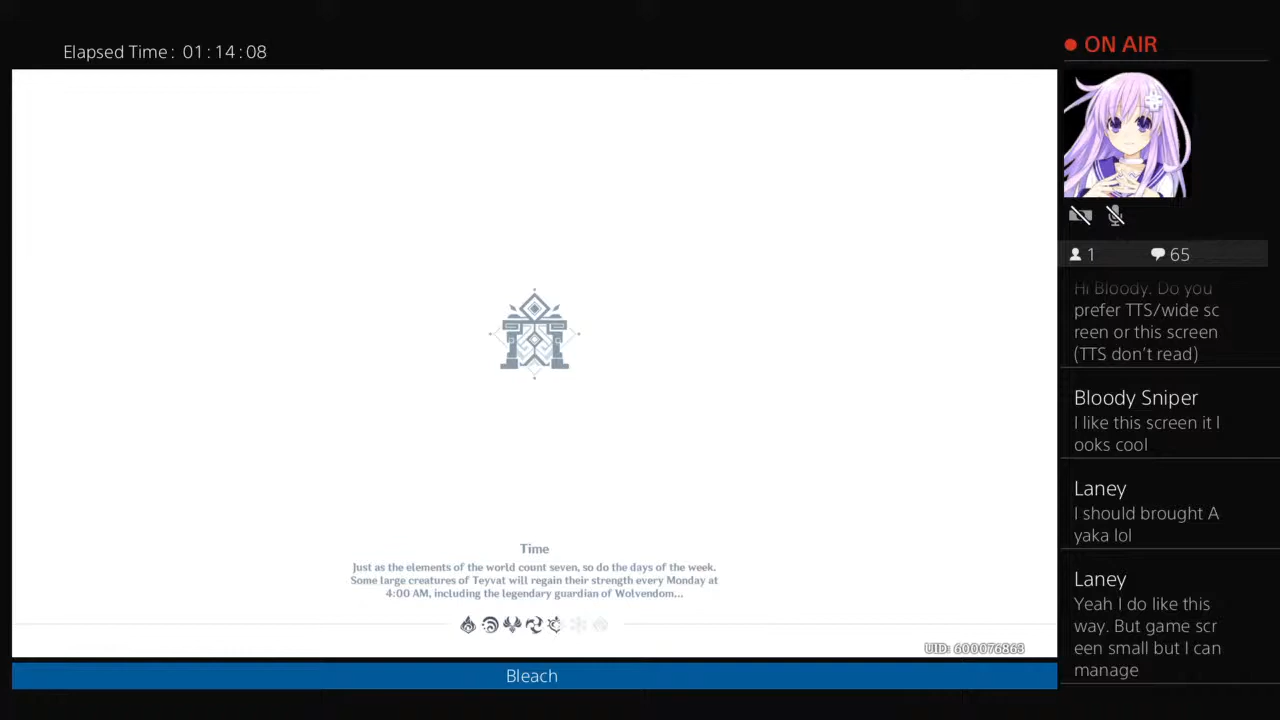 Elapsed Time: 01:14:08
ON AIR
1
65
Hi Bloody. Do you
prefer TTS/wide sc
reen or this screen
(TTS don't read)
Bloody Sniper
I like this screen it l
ooks cool
Laney
I should brought A
yaka lol
Laney
Yeah I do like this
way. But game scr
een small but I can
manage
Time
Just as the elements of the world count seven, so do the days of the week.
Some large creatures of Teyvat will regain their strength every Monday at
4:00 AM, including the legendary guardian of Wolvendom...
UID: 600076863
Bleach